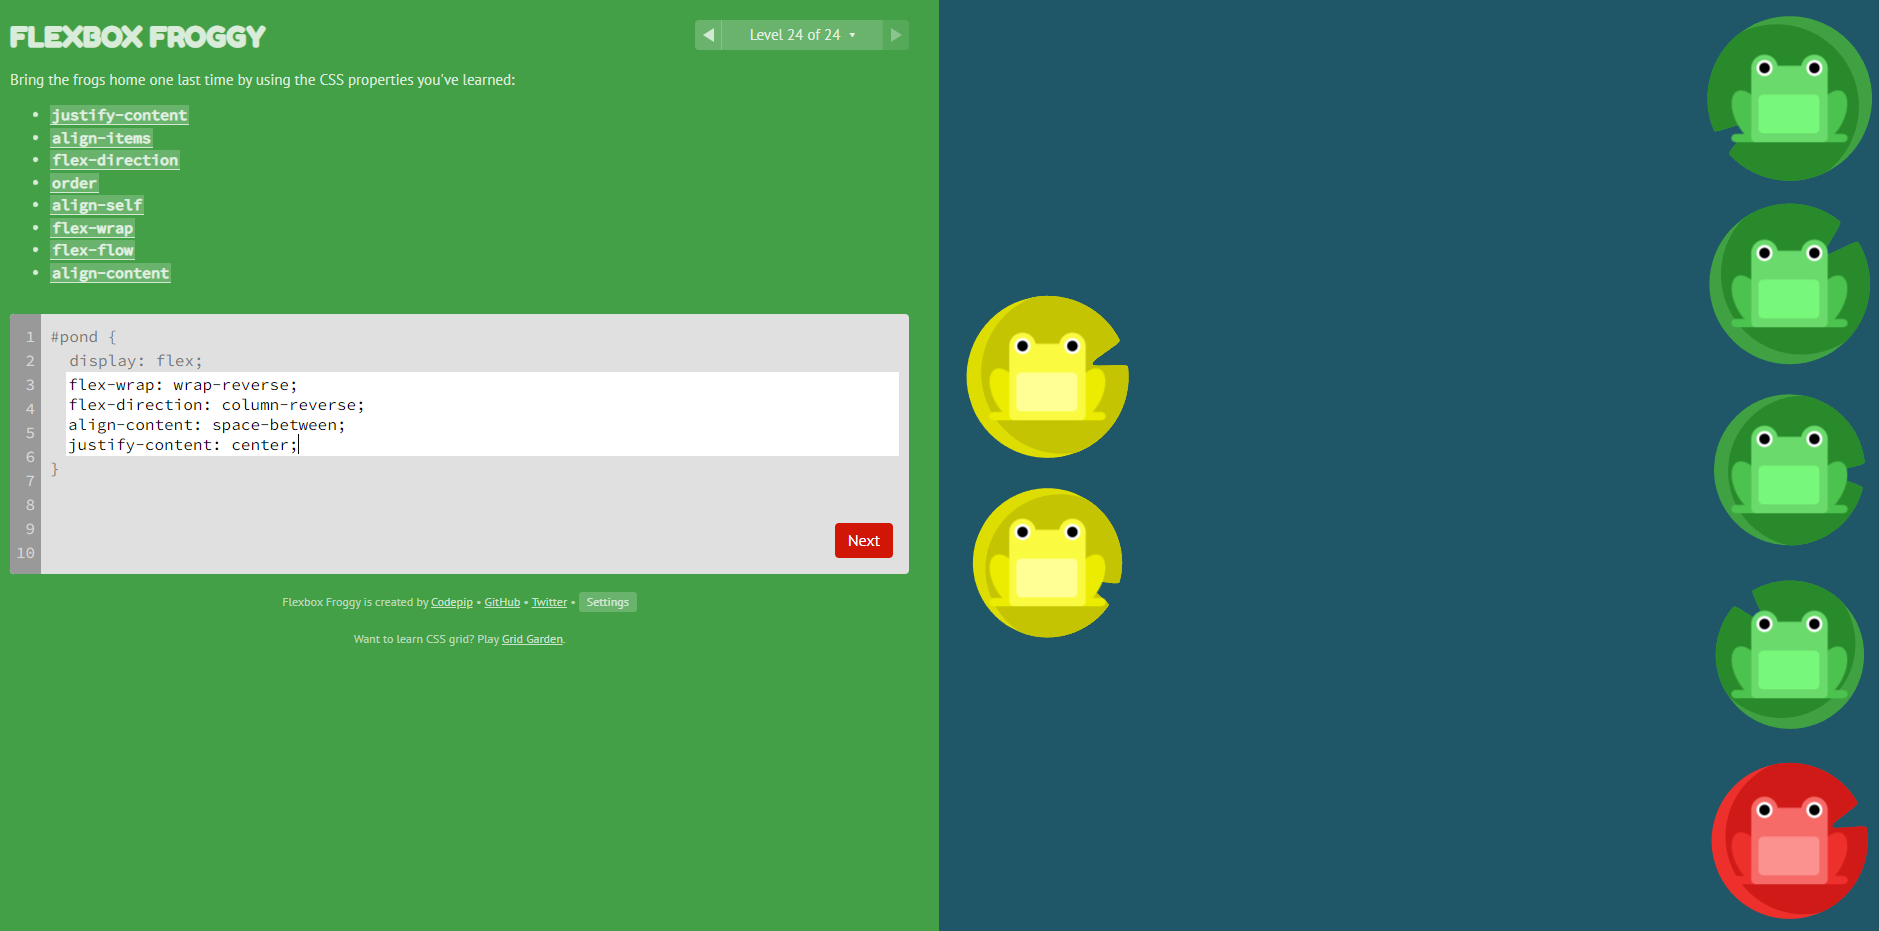 FLEXBOX FROGGY
Level 24 of 24
Bring the frogs home one last time by using the CSS properties you've learned:
justify-content
align-items
flex-direction
order
align-self
flex-wrap
flex-flow
align-content
1 #pond {
2 display: flex;
3 flex-wrap: wrap-reverse;
4 flex-direction: column-reverse;
5 align-content: space-between;
6 justify-content: center;
7 }
8
9
10
Next
Flexbox Froggy is created by Codepip • GitHub • Twitter • Settings
Want to learn CSS grid? Play Grid Garden.